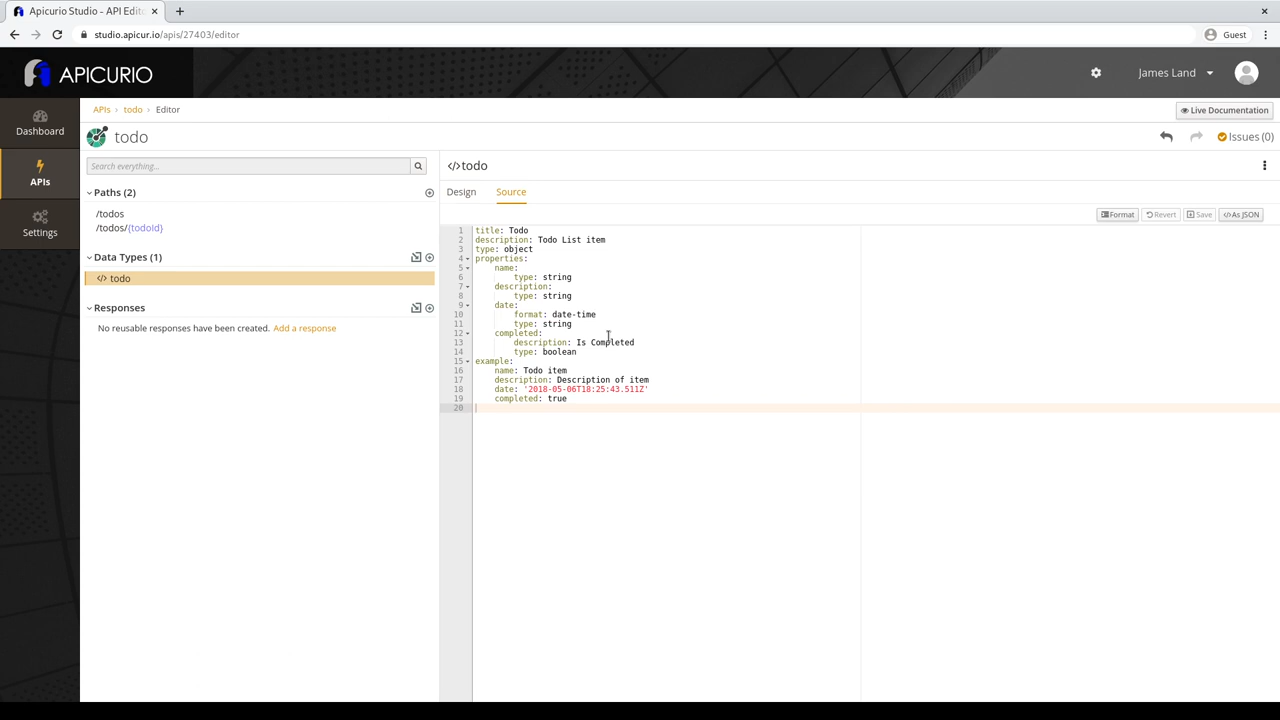 Apicurio Studio - API Edito
studio.apicur.io/apis/27403/editor
Guest
APICURIO
James Land
Dashboard
APIs
Settings
APIs › todo › Editor
Live Documentation
todo
Issues (0)
Search everything...
Paths (2)
/todos
/todos/{todoId}
Data Types (1)
</> todo
Responses
No reusable responses have been created. Add a response
</>todo
Design
Source
Format
Revert
Save
</>As JSON
1 title: Todo
2 description: Todo List item
3 type: object
4 properties:
5 name:
6 type: string
7 description:
8 type: string
9 date:
10 format: date-time
11 type: string
12 completed:
13 description: Is Completed
14 type: boolean
15 example:
16 name: Todo item
17 description: Description of item
18 date: '2018-05-06T18:25:43.511Z'
19 completed: true
20